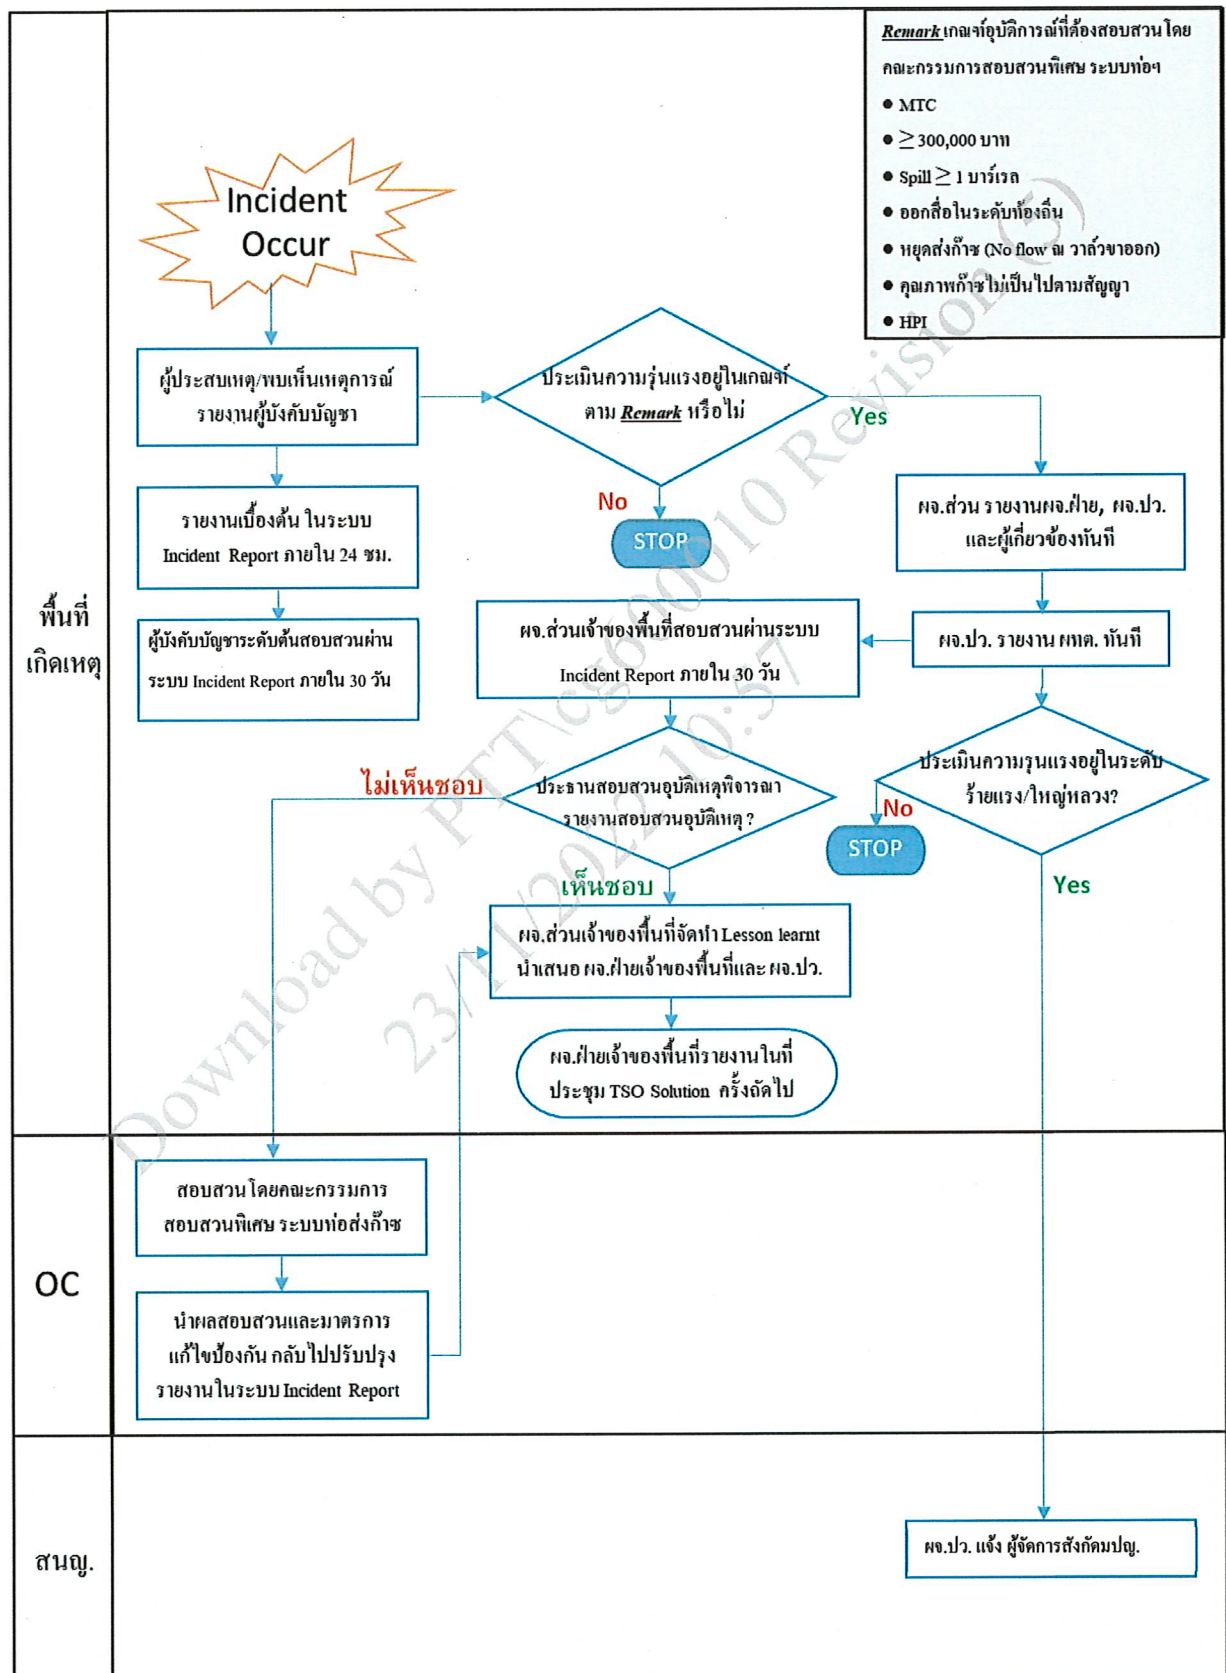 Remark เกณฑ์อุบัติการณ์ที่ต้องสอบสวนโดย
คณะกรรมการสอบสวนพิเศษ ระบบท่อฯ
● MTC
● ≥ 300,000 บาท
● Spill ≥ 1 บาร์เรล
● ออกสื่อในระดับท้องถิ่น
● หยุดส่งก๊าซ (No flow ณ วาล์วขาออก)
● คุณภาพก๊าซไม่เป็นไปตามสัญญา
● HPI
Incident
Occur
พื้นที่
เกิดเหตุ
ผู้ประสบเหตุ/พบเห็นเหตุการณ์
รายงานผู้บังคับบัญชา
ประเมินความรุ่นแรงอยู่ในเกณฑ์
ตาม Remark หรือไม่
Yes
No
STOP
รายงานเบื้องต้น ในระบบ
Incident Report ภายใน 24 ชม.
ผู้บังคับบัญชาระดับต้นสอบสวนผ่าน
ระบบ Incident Report ภายใน 30 วัน
ผจ.ส่วน รายงานผจ.ฝ่าย, ผจ.ปว.
และผู้เกี่ยวข้องทันที
ผจ.ปว. รายงาน ผทต. ทันที
ผจ.ส่วนเจ้าของพื้นที่สอบสวนผ่านระบบ
Incident Report ภายใน 30 วัน
ประเมินความรุนแรงอยู่ในระดับ
ร้ายแรง/ใหญ่หลวง?
No
STOP
Yes
ประธานสอบสวนอุบัติเหตุพิจารณา
รายงานสอบสวนอุบัติเหตุ ?
ไม่เห็นชอบ
เห็นชอบ
ผจ.ส่วนเจ้าของพื้นที่จัดทำ Lesson learnt
นำเสนอ ผจ.ฝ่ายเจ้าของพื้นที่และ ผจ.ปว.
ผจ.ฝ่ายเจ้าของพื้นที่รายงานในที่
ประชุม TSO Solution ครั้งถัดไป
OC
สอบสวนโดยคณะกรรมการ
สอบสวนพิเศษ ระบบท่อส่งก๊าซ
นำผลสอบสวนและมาตรการ
แก้ไขป้องกัน กลับไปปรับปรุง
รายงานในระบบ Incident Report
สนญ.
ผจ.ปว. แจ้ง ผู้จัดการสังกัดมปญ.
Download by PTT\cg600010 Revision (5)
23/11/2022 10:57